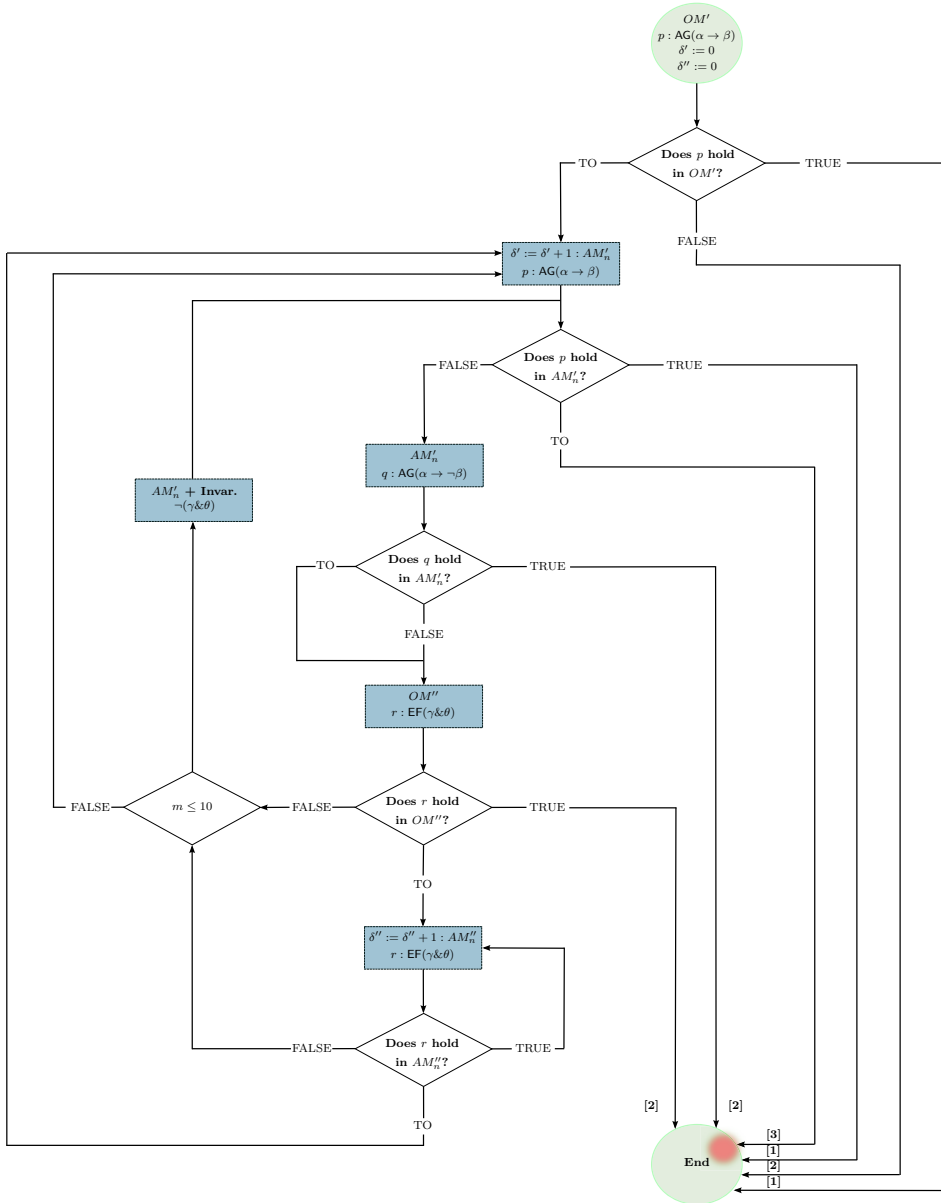 OM′
p : AG(α → β)
δ′ := 0
δ′′ := 0
Does p hold
in OM′?
TO
TRUE
FALSE
δ′ := δ′ + 1 : AM′n
p : AG(α → β)
Does p hold
in AM′n?
FALSE
TRUE
TO
AM′n
q : AG(α → ¬β)
AM′n + Invar.
¬(γ&θ)
Does q hold
in AM′n?
TO
TRUE
FALSE
OM′′
r : EF(γ&θ)
Does r hold
in OM′′?
FALSE
TRUE
m ≤ 10
FALSE
TO
δ′′ := δ′′ + 1 : AM′′n
r : EF(γ&θ)
Does r hold
in AM′′n?
FALSE
TRUE
TO
[2]
[2]
[3]
[1]
[2]
[1]
End